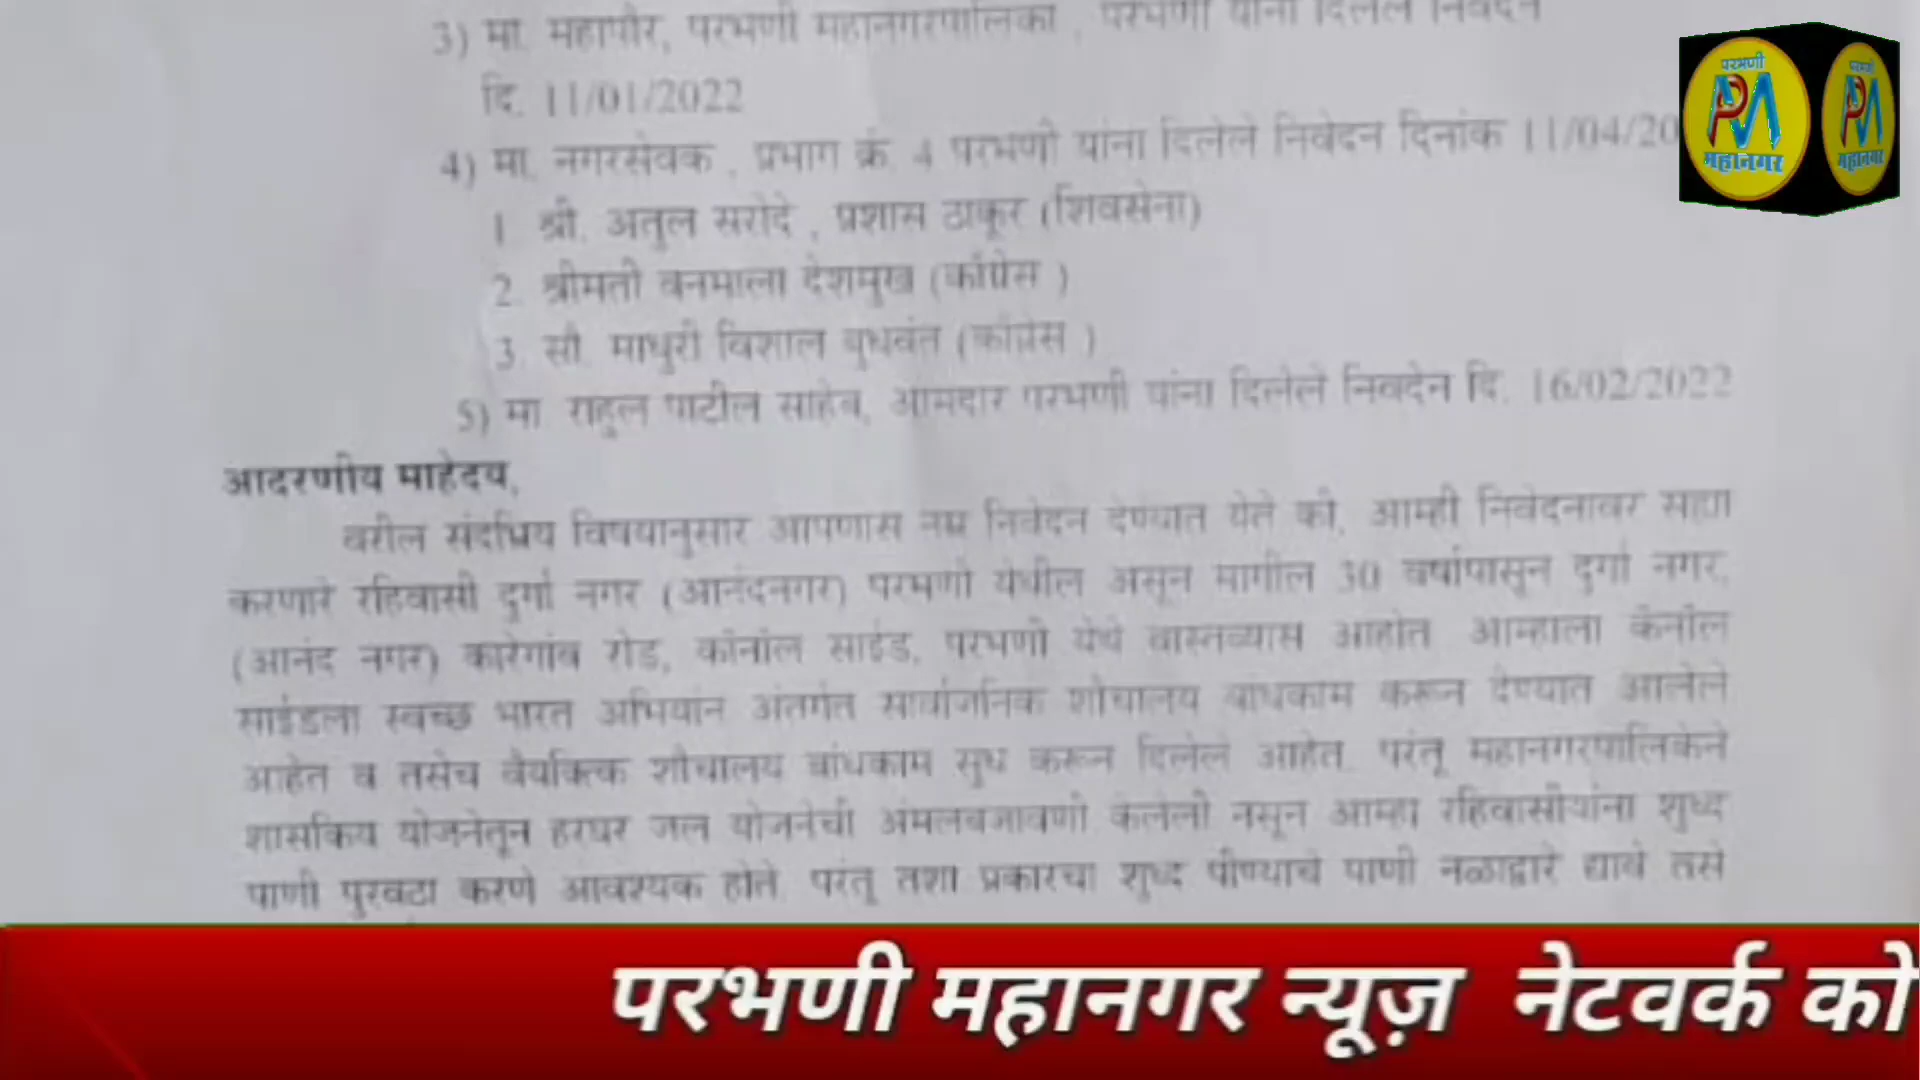 3) मा. महापौर, परभणी महानगरपालिका , परभणी यांना दिलेले निवेदन
दि. 11/01/2022
4) मा. नगरसेवक , प्रभाग क्रं. 4 परभणी यांना दिलेले निवेदन दिनांक 11/04/20
1. श्री. अतुल सरोदे , प्रशास ठाकूर (शिवसेना)
2. श्रीमती वनमाला देशमुख (काँग्रेस )
3. सौ. माधुरी विशाल बुधवंत (काँग्रेस )
5) मा. राहुल पाटील साहेब, आमदार परभणी यांना दिलेले निवदेन दि. 16/02/2022
आदरणीय माहेदय,
वरील संदर्भिय विषयानुसार आपणास नम्र निवेदन देण्यात येते की, आम्ही निवेदनावर सह्या
करणारे रहिवासी दुर्गा नगर (आनंदनगर) परभणी येथील असून मागील 30 वर्षापासून दुर्गा नगर,
(आनंद नगर) कारेगांव रोड, कॅनॉल साईड, परभणी येथे वास्तव्यास आहोत. आम्हाला कॅनॉल
साईडला स्वच्छ भारत अभियान अंतर्गत सार्वजनिक शौचालय बांधकाम करून देण्यात आलेले
आहेत व तसेच वैयक्तिक शौचालय बांधकाम सुध करून दिलेले आहेत. परंतू महानगरपालिकेने
शासकिय योजनेतून हरघर जल योजनेची अंमलबजावणी केलेली नसून आम्हा रहिवासीयांना शुध्द
पाणी पुरवठा करणे आवश्यक होते. परंतू तशा प्रकारचा शुध्द पीण्याचे पाणी नळाद्वारे द्यावे तसे
परभणी
महानगर
परभणी महानगर न्यूज़ नेटवर्क को